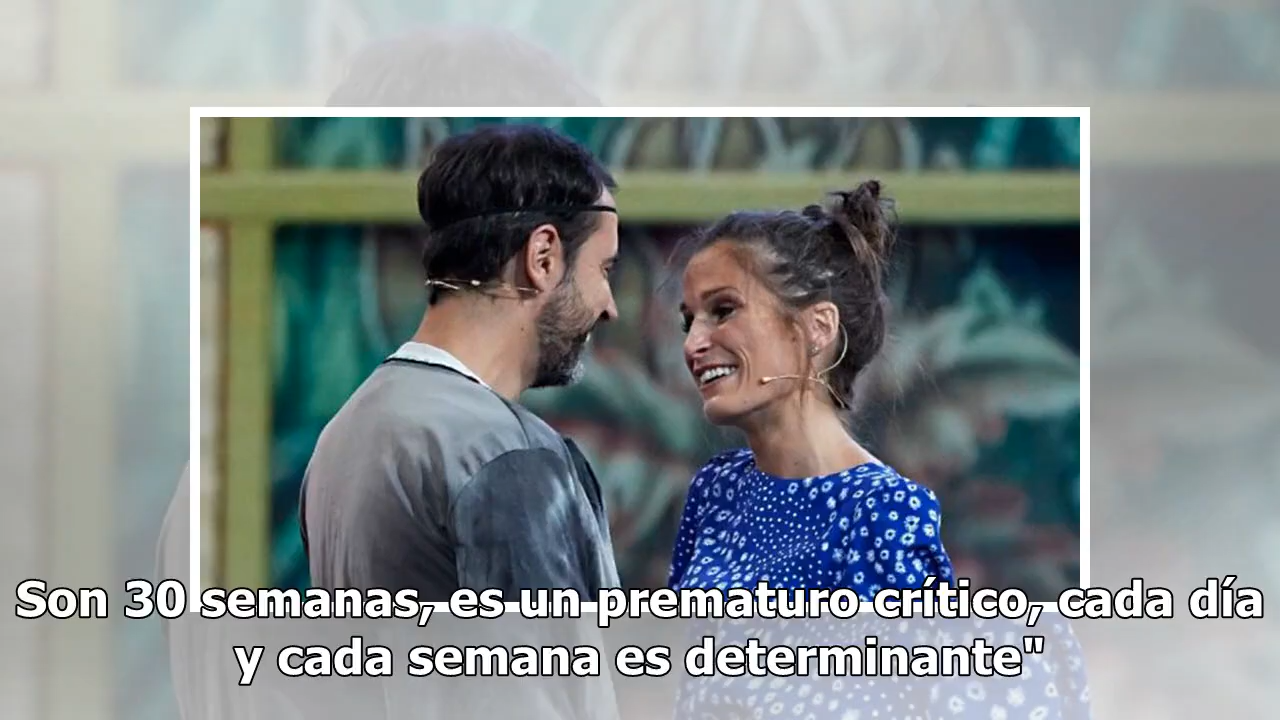 Son 30 semanas, es un prematuro crítico, cada día
y cada semana es determinante"